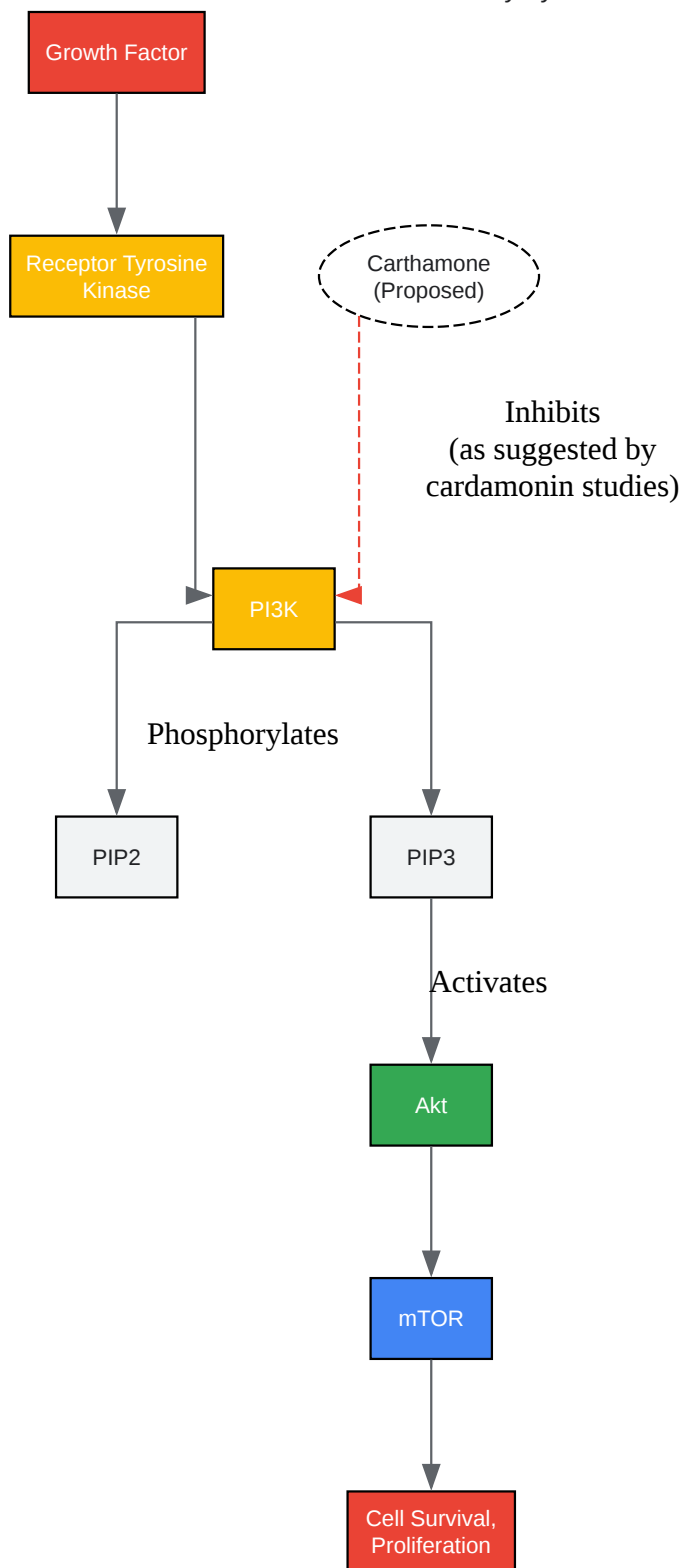 Growth Factor
Receptor Tyrosine
Kinase
Carthamone
(Proposed)
Inhibits
(as suggested by
cardamonin studies)
PI3K
Phosphorylates
PIP2
PIP3
Activates
Akt
mTOR
Cell Survival,
Proliferation